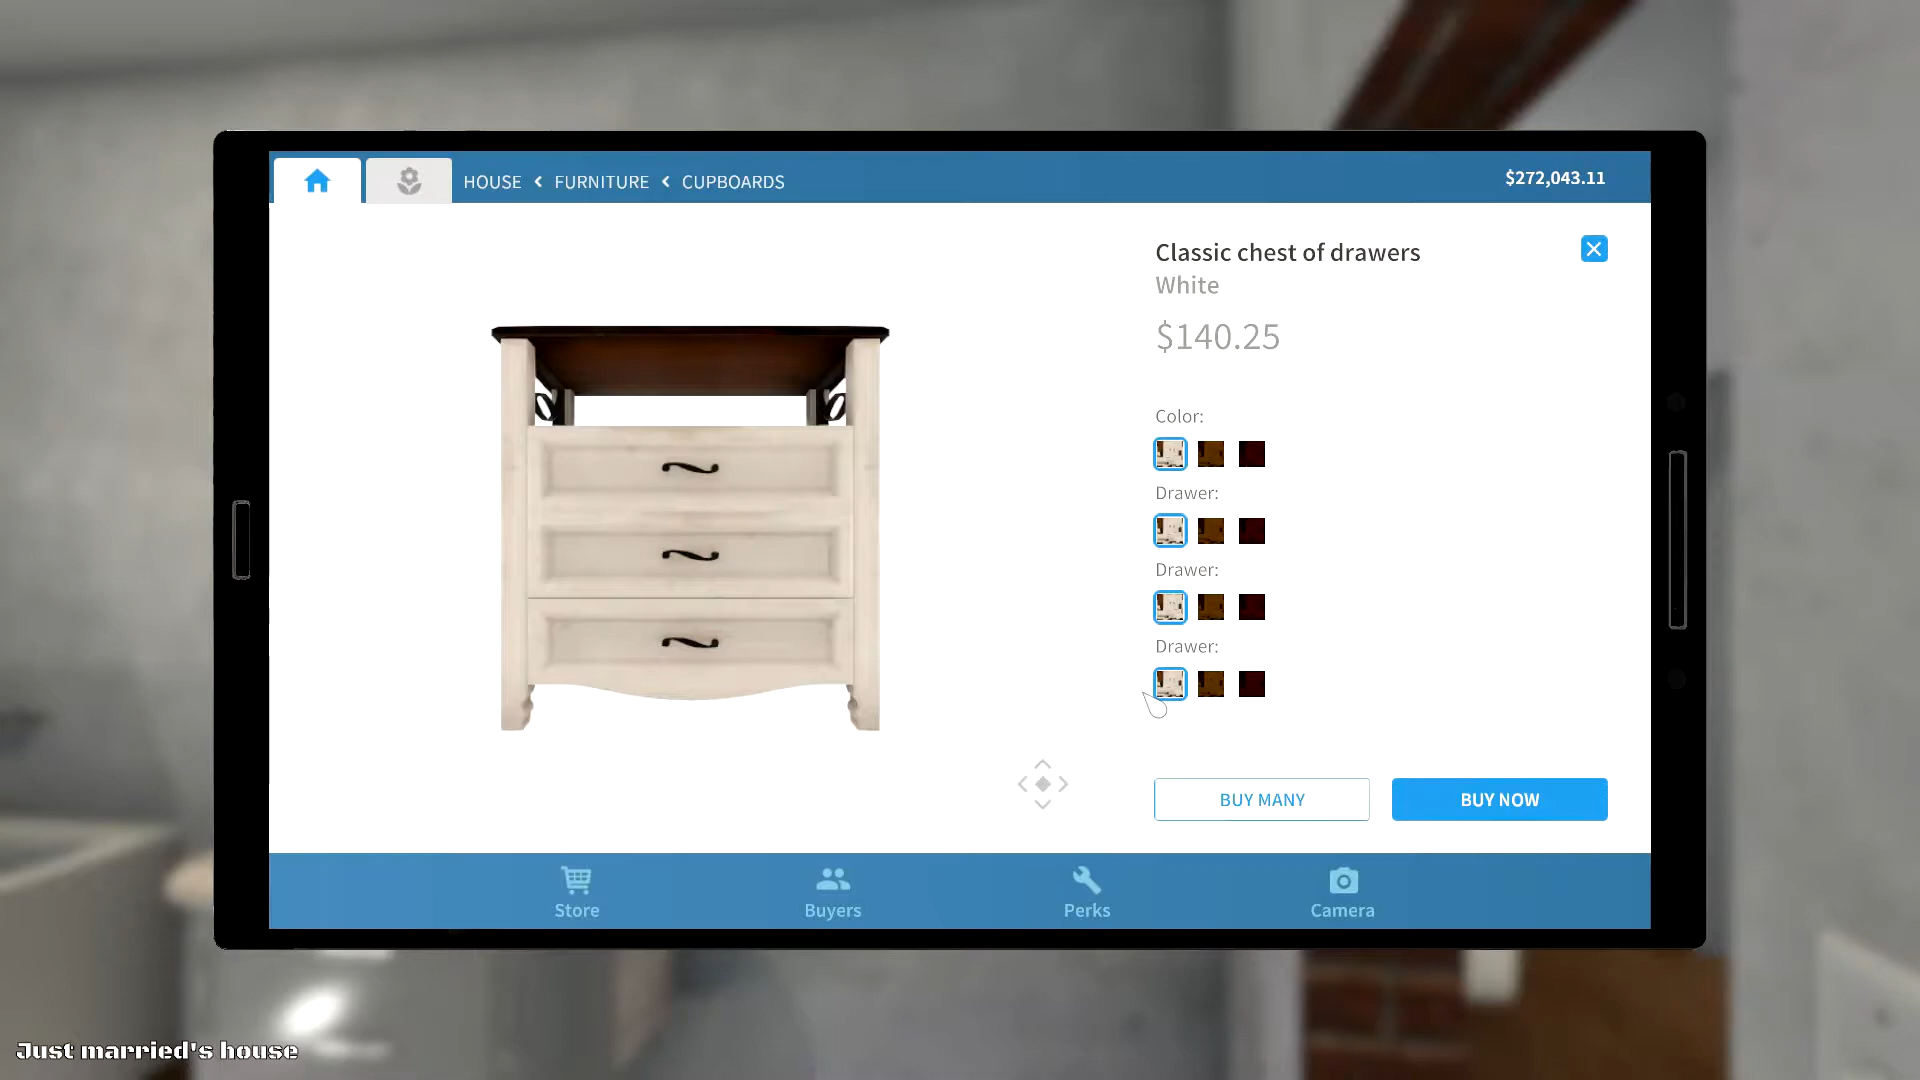 HOUSE FURNITURE CUPBOARDS
$272,043.11
Classic chest of drawers
White
$140.25
Color:
Drawer:
Drawer:
Drawer:
BUY MANY
BUY NOW
Store
Buyers
Perks
Camera
Just married's house